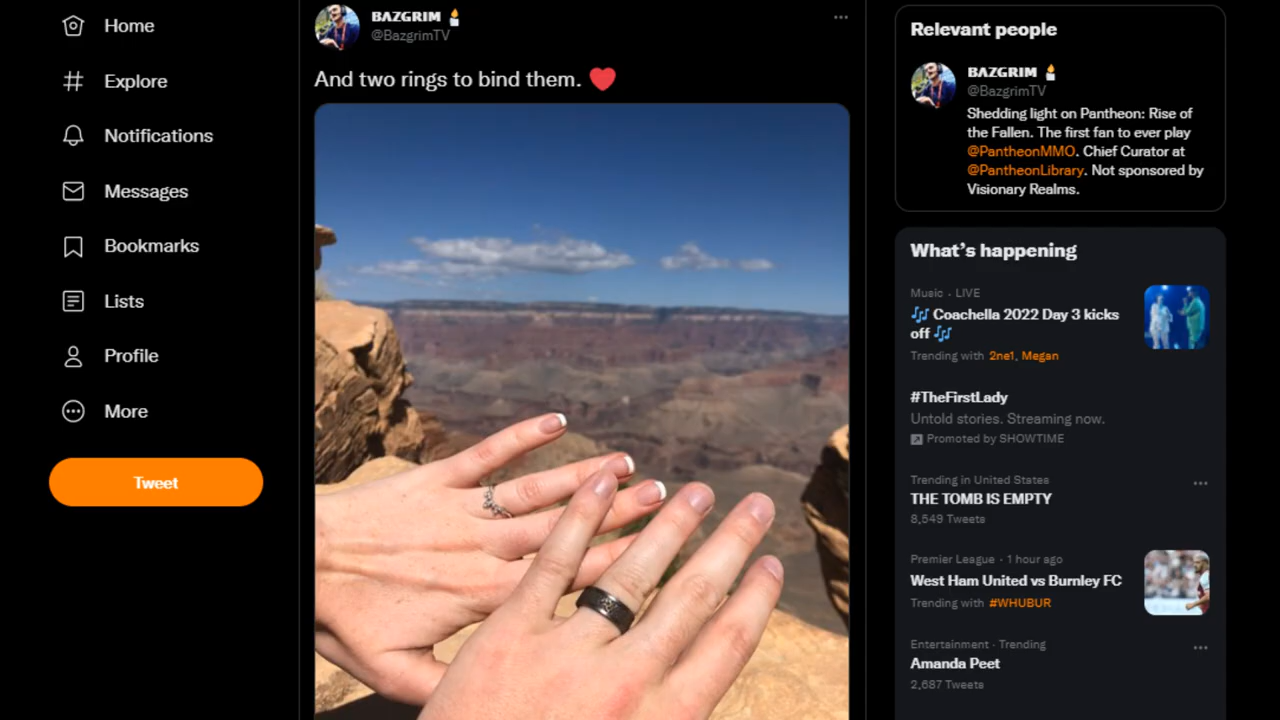 Home
Explore
Notifications
Messages
Bookmarks
Lists
Profile
More
Tweet
BAZGRIM 🕯️
@BazgrimTV
And two rings to bind them. ❤️
Relevant people
BAZGRIM 🕯️
@BazgrimTV
Shedding light on Pantheon: Rise of
the Fallen. The first fan to ever play
@PantheonMMO. Chief Curator at
@PantheonLibrary. Not sponsored by
Visionary Realms.
What’s happening
Music · LIVE
🎶 Coachella 2022 Day 3 kicks
off 🎶
Trending with 2ne1, Megan
#TheFirstLady
Untold stories. Streaming now.
Promoted by SHOWTIME
Trending in United States
THE TOMB IS EMPTY
8,549 Tweets
Premier League · 1 hour ago
West Ham United vs Burnley FC
Trending with #WHUBUR
Entertainment · Trending
Amanda Peet
2,687 Tweets